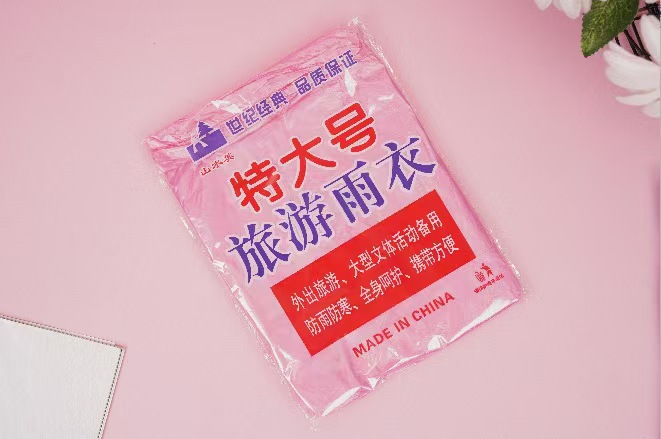 世纪经典 品质保证
山水美
特大号
旅游雨衣
外出旅游、大型文体活动备用
防雨防寒、全身呵护、携带方便
MADE IN CHINA